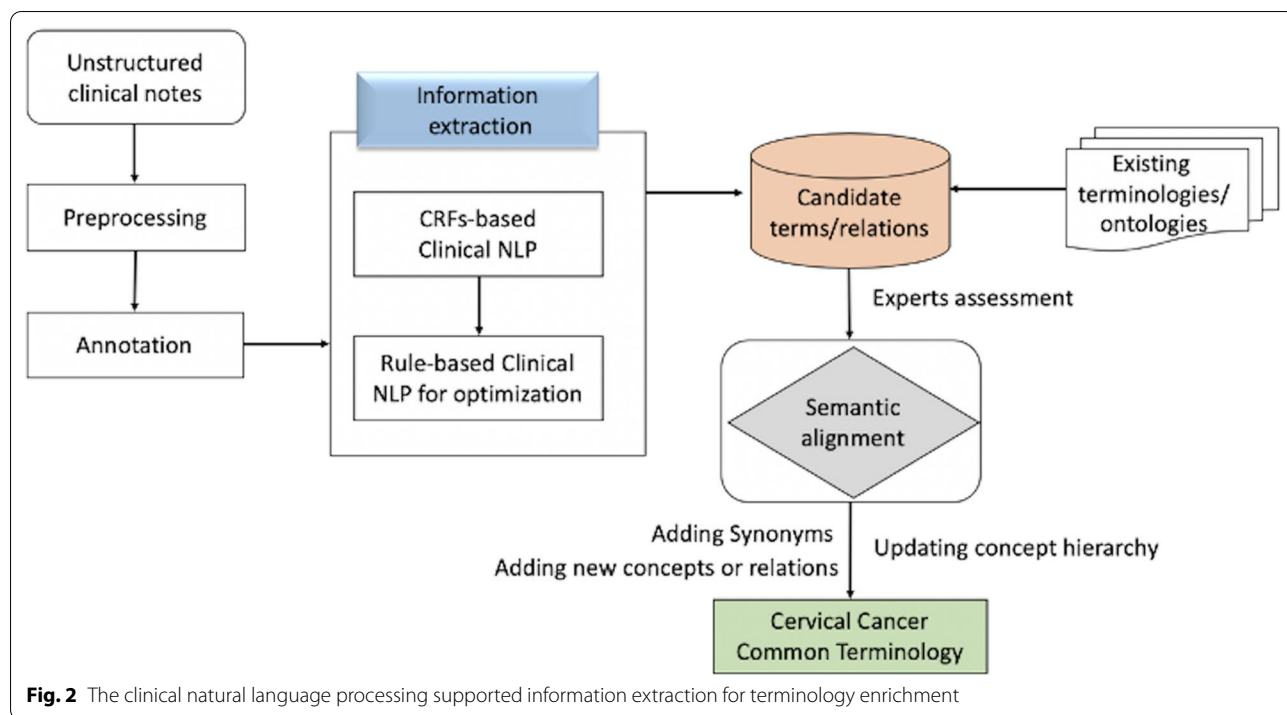 Unstructured
clinical notes
Preprocessing
Annotation
Information
extraction
CRFs-based
Clinical NLP
Rule-based Clinical
NLP for optimization
Candidate
terms/relations
Existing
terminologies/
ontologies
Experts assessment
Semantic
alignment
Adding Synonyms
Adding new concepts or relations
Updating concept hierarchy
Cervical Cancer
Common Terminology
Fig. 2 The clinical natural language processing supported information extraction for terminology enrichment